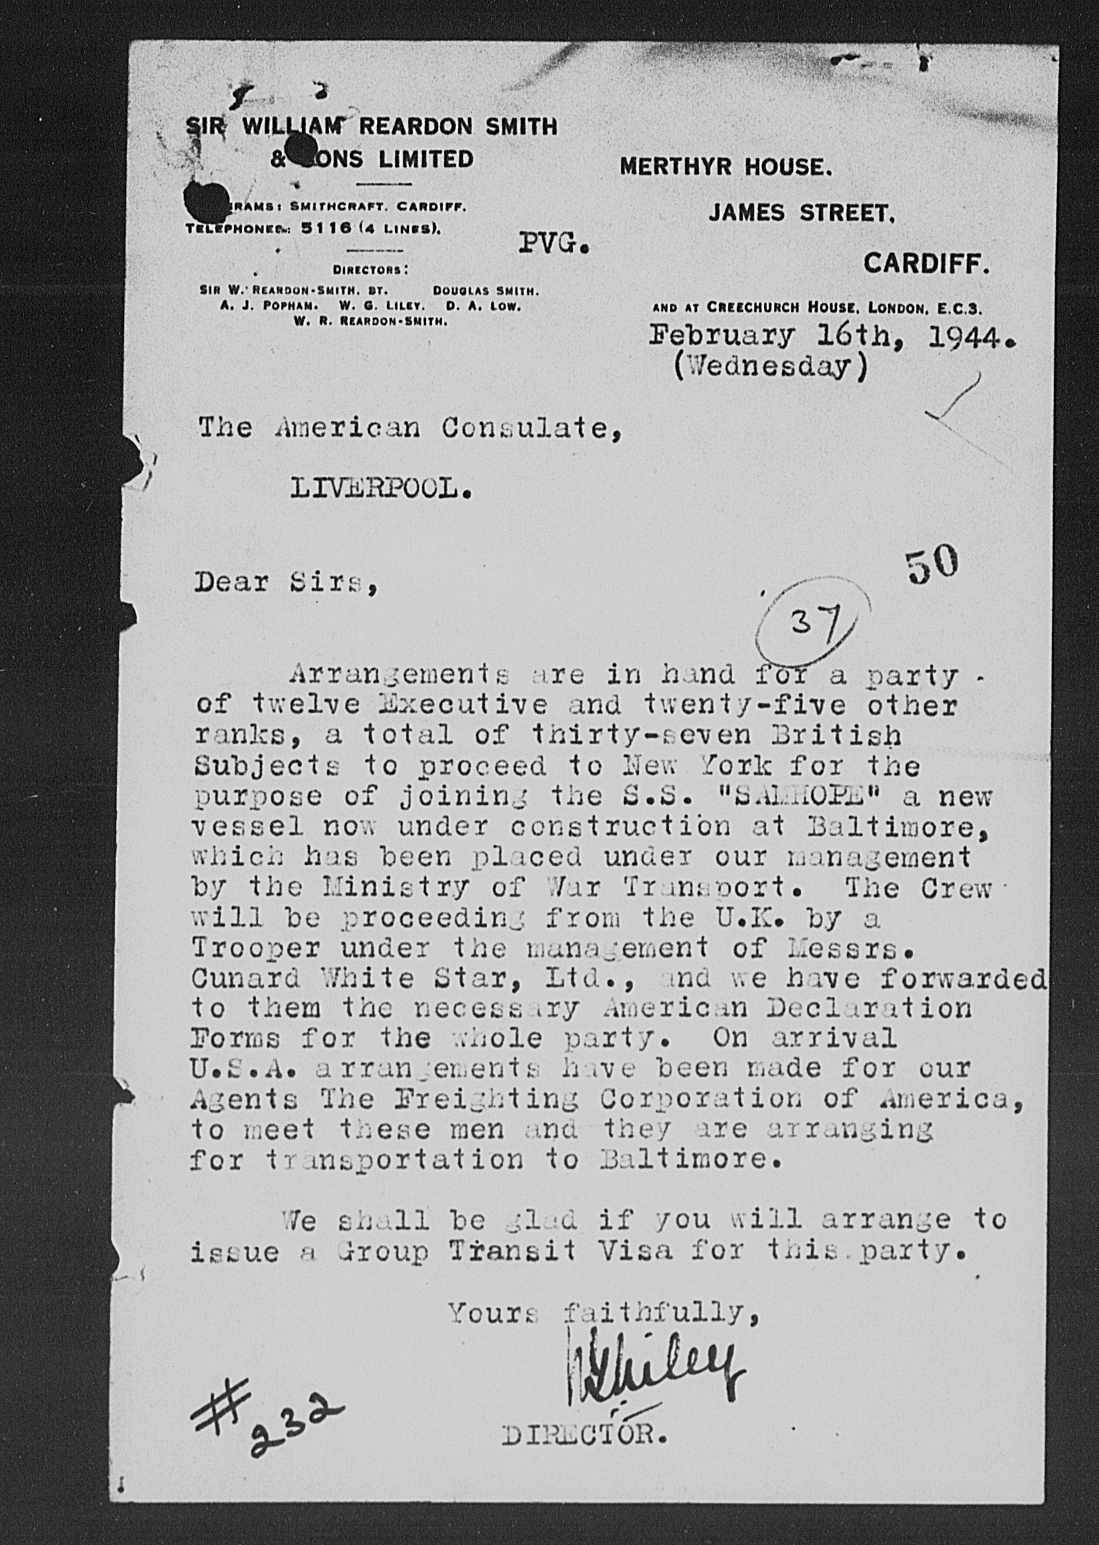 SIR WILLIAM REARDON SMITH
& SONS LIMITED
MERTHYR HOUSE.
JAMES STREET,
CARDIFF.
RAMS: SMITHCRAFT. CARDIFF.
TELEPHONE No.: 5116 (4 LINES).
PVG.
DIRECTORS:
SIR W. REARDON-SMITH. BT. DOUGLAS SMITH.
A. J. POPHAM. W. G. LILEY. D. A. LOW.
W. R. REARDON-SMITH.
AND AT CREECHURCH HOUSE, LONDON, E.C.3.
February 16th, 1944.
(Wednesday)
The American Consulate,
LIVERPOOL.
50
Dear Sirs,
37
Arrangements are in hand for a party
of twelve Executive and twenty-five other
ranks, a total of thirty-seven British
Subjects to proceed to New York for the
purpose of joining the S.S. "SAMHOPE" a new
vessel now under construction at Baltimore,
which has been placed under our management
by the Ministry of War Transport. The Crew
will be proceeding from the U.K. by a
Trooper under the management of Messrs.
Cunard White Star, Ltd., and we have forwarded
to them the necessary American Declaration
Forms for the whole party. On arrival
U.S.A. arrangements have been made for our
Agents The Freighting Corporation of America,
to meet these men and they are arranging
for transportation to Baltimore.
We shall be glad if you will arrange to
issue a Group Transit Visa for this party.
Yours faithfully,
W G Liley
DIRECTOR.
#232